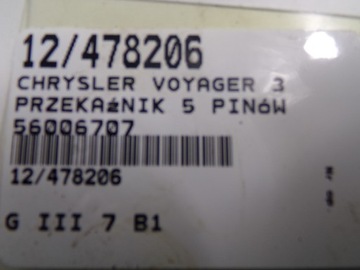 12/478206
CHRYSLER VOYAGER 3
PRZEKAźNIK 5 PINóW
56006707
12/478206
G III 7 B1